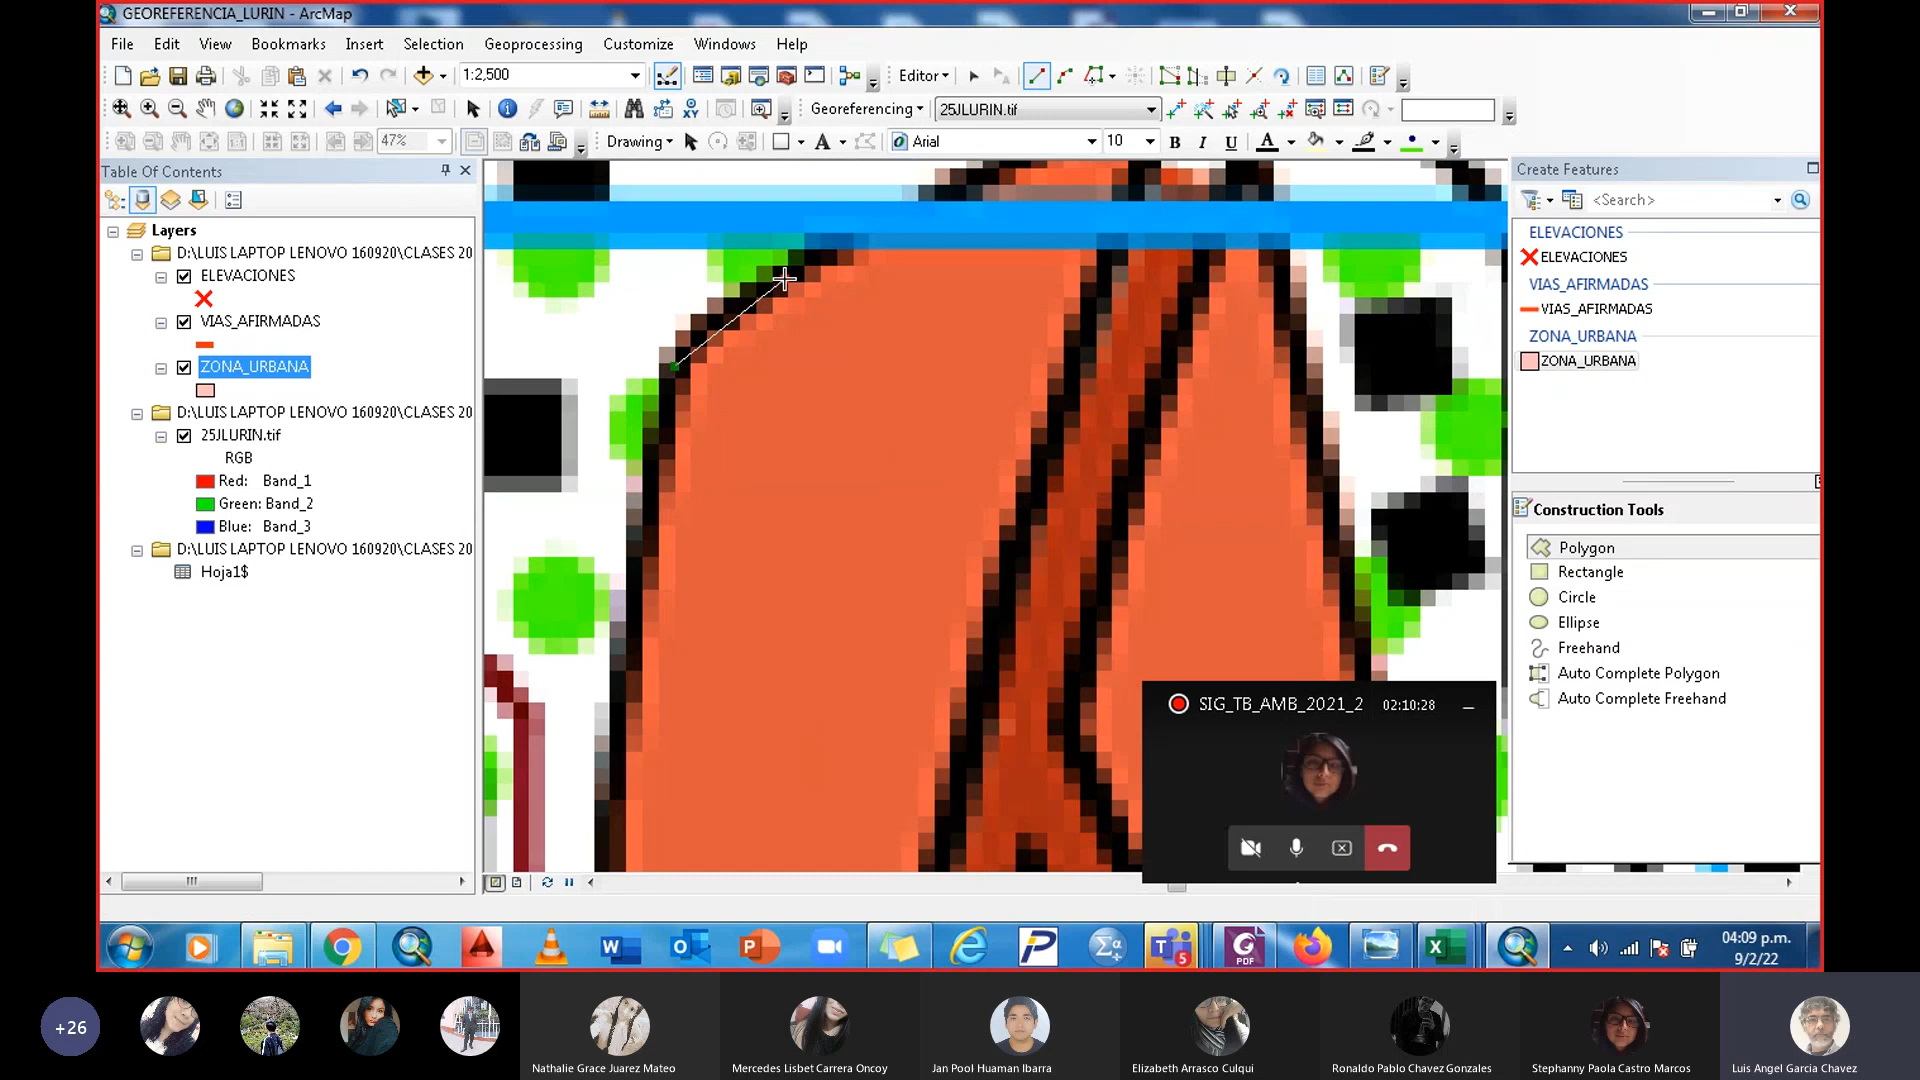 GEOREFERENCIA_LURIN - ArcMap
File Edit View Bookmarks Insert Selection Geoprocessing Customize Windows Help
1:2,500 Editor
Georeferencing 25JLURIN.tif
47% Drawing A Arial 10 B I U A
Table Of Contents
Layers
D:\LUIS LAPTOP LENOVO 160920\CLASES 20
ELEVACIONES
VIAS_AFIRMADAS
ZONA_URBANA
D:\LUIS LAPTOP LENOVO 160920\CLASES 20
25JLURIN.tif
RGB
Red: Band_1
Green: Band_2
Blue: Band_3
D:\LUIS LAPTOP LENOVO 160920\CLASES 20
Hoja1$
Create Features
<Search>
ELEVACIONES
ELEVACIONES
VIAS_AFIRMADAS
VIAS_AFIRMADAS
ZONA_URBANA
ZONA_URBANA
Construction Tools
Polygon
Rectangle
Circle
Ellipse
Freehand
Auto Complete Polygon
Auto Complete Freehand
SIG_TB_AMB_2021_2 02:10:28
04:09 p.m.
9/2/22
+26
Nathalie Grace Juarez Mateo
Mercedes Lisbet Carrera Oncoy
Jan Pool Huaman Ibarra
Elizabeth Arrasco Culqui
Ronaldo Pablo Chavez Gonzales
Stephanny Paola Castro Marcos
Luis Angel Garcia Chavez